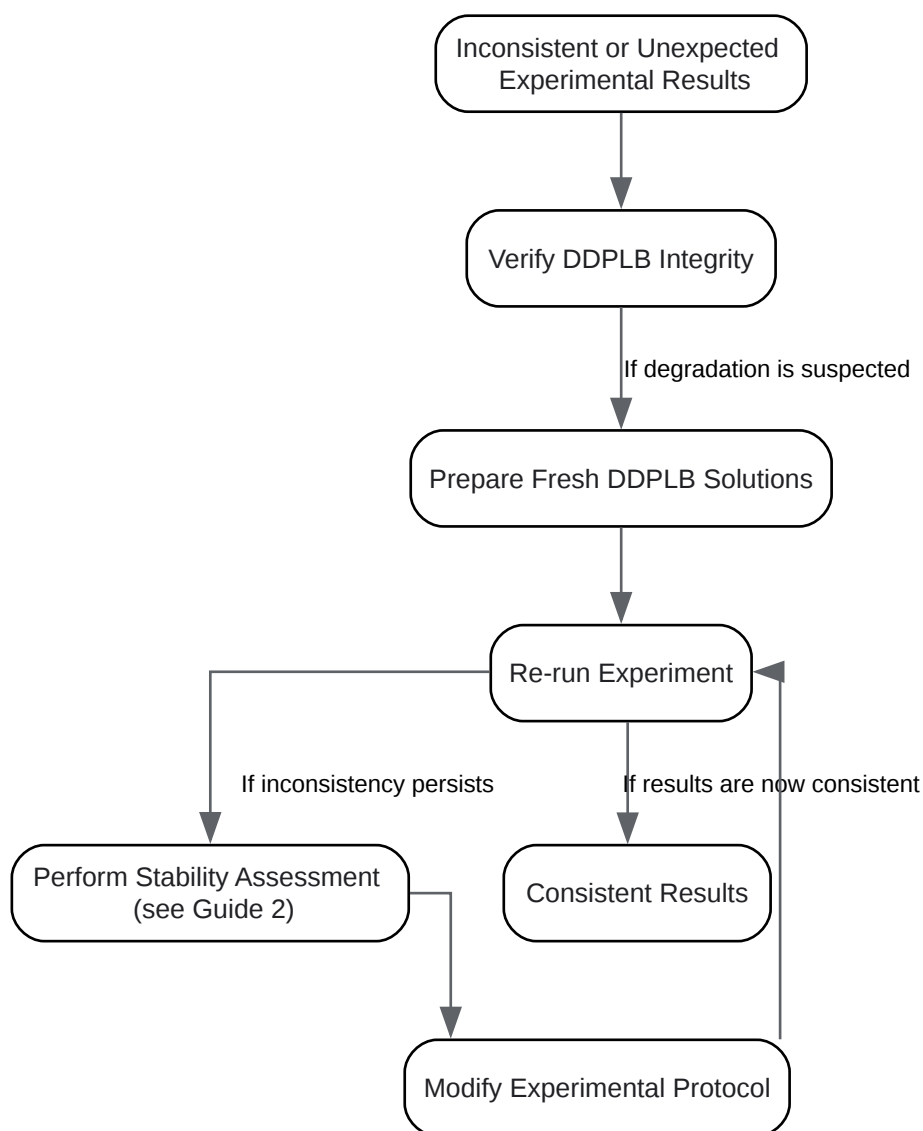 Inconsistent or Unexpected
Experimental Results
Verify DDPLB Integrity
If degradation is suspected
Prepare Fresh DDPLB Solutions
Re-run Experiment
If inconsistency persists
If results are now consistent
Perform Stability Assessment
(see Guide 2)
Consistent Results
Modify Experimental Protocol